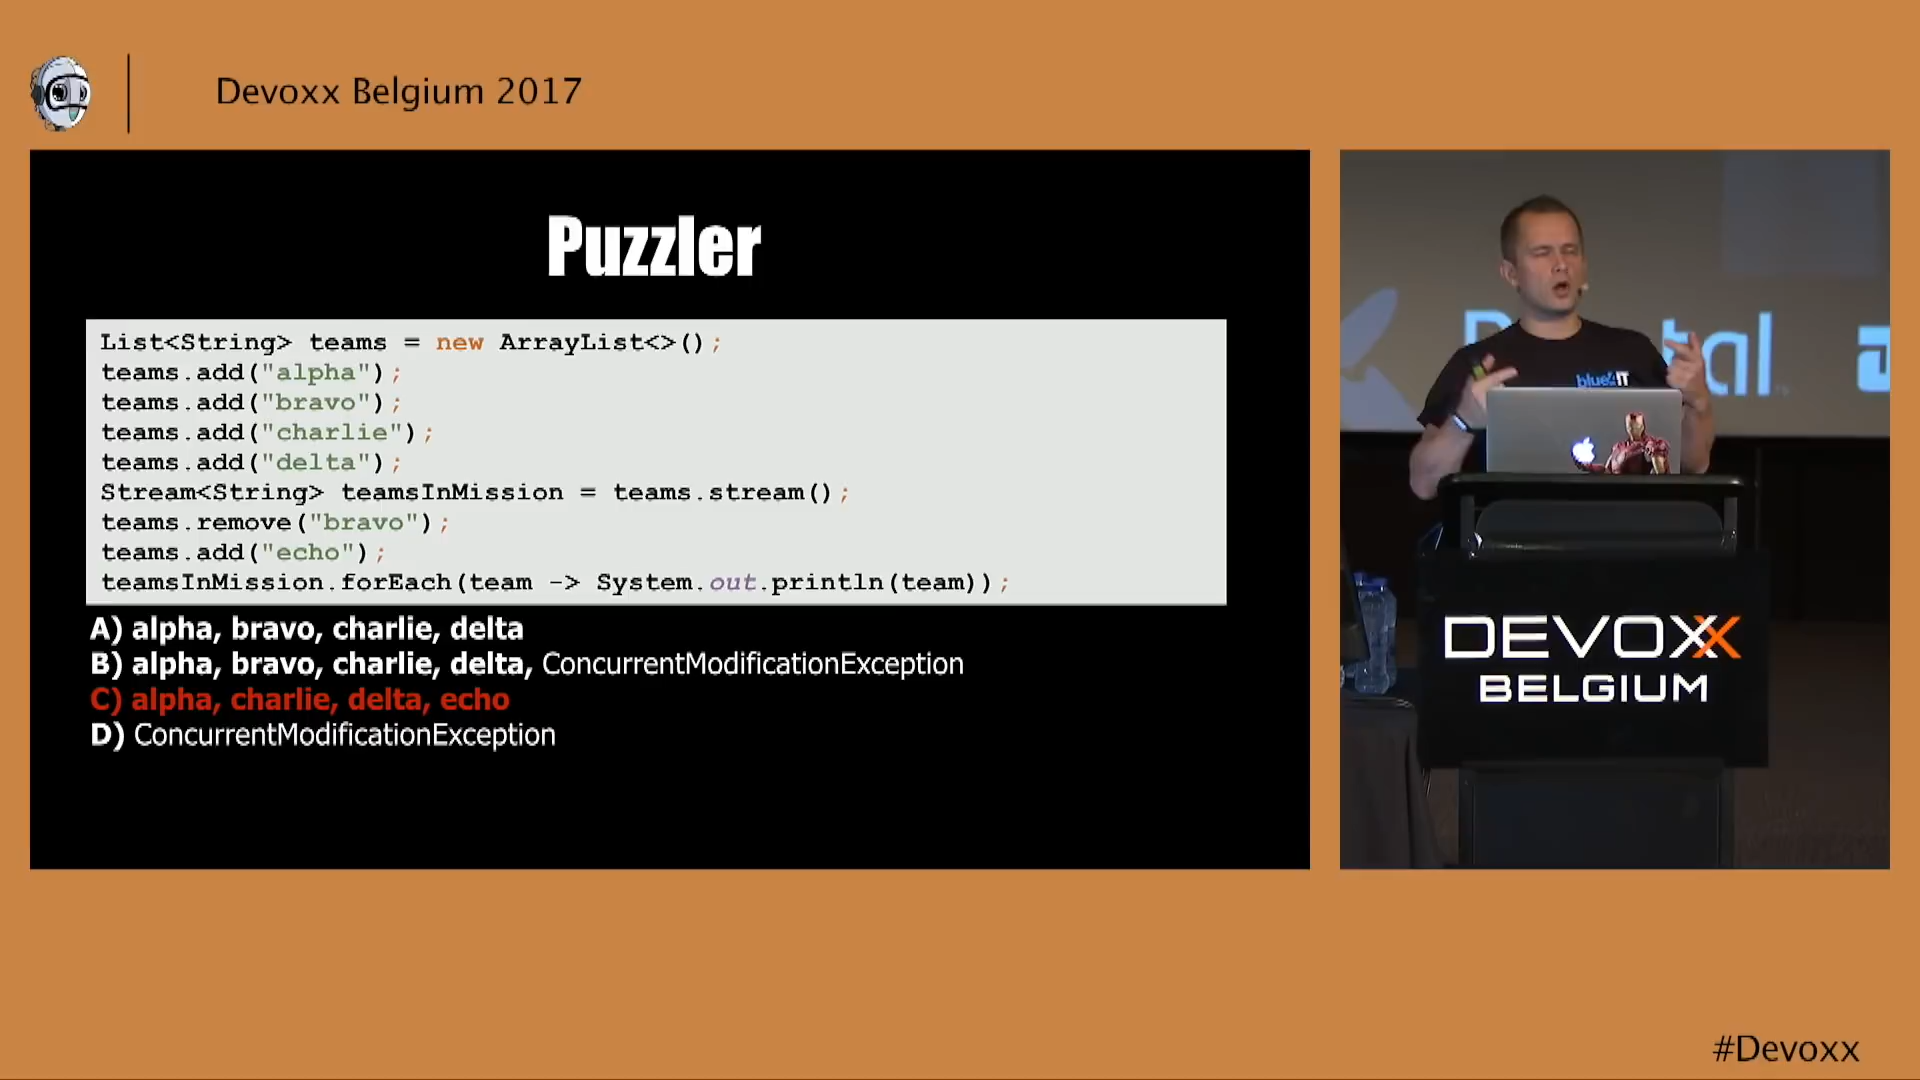 Devoxx Belgium 2017
Puzzler
List<String> teams = new ArrayList<>();
teams.add("alpha");
teams.add("bravo");
teams.add("charlie");
teams.add("delta");
Stream<String> teamsInMission = teams.stream();
teams.remove("bravo");
teams.add("echo");
teamsInMission.forEach(team -> System.out.println(team));
A) alpha, bravo, charlie, delta
B) alpha, bravo, charlie, delta, ConcurrentModificationException
C) alpha, charlie, delta, echo
D) ConcurrentModificationException
blue4IT
DEVOXX
BELGIUM
#Devoxx